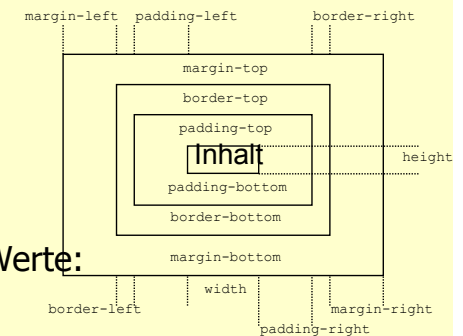 margin-left padding-left border-right
margin-top
border-top
padding-top
Inhalt
height
padding-bottom
border-bottom
Werte:
margin-bottom
width
border-left margin-right
padding-right